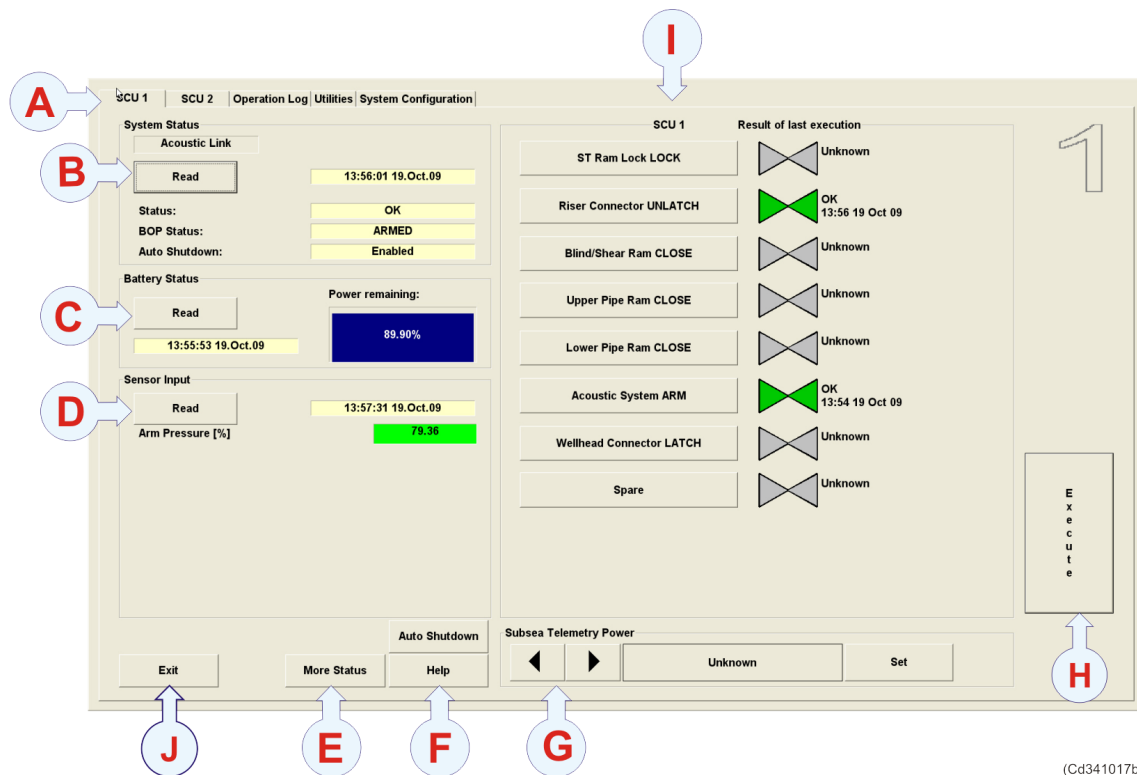 I
A
SCU 1 SCU 2 Operation Log Utilities System Configuration
System Status
Acoustic Link
B
Read 13:56:01 19.Oct.09
Status: OK
BOP Status: ARMED
Auto Shutdown: Enabled
Battery Status
Power remaining:
C
Read
89.90%
13:55:53 19.Oct.09
Sensor Input
D
Read 13:57:31 19.Oct.09
Arm Pressure [%] 79.36
SCU 1 Result of last execution
1
ST Ram Lock LOCK Unknown
Riser Connector UNLATCH OK
13:56 19 Oct 09
Blind/Shear Ram CLOSE Unknown
Upper Pipe Ram CLOSE Unknown
Lower Pipe Ram CLOSE Unknown
Acoustic System ARM OK
13:54 19 Oct 09
Wellhead Connector LATCH Unknown
Spare Unknown
Execute
H
Auto Shutdown
Exit More Status Help
Subsea Telemetry Power
Unknown Set
J E F G
(Cd341017b